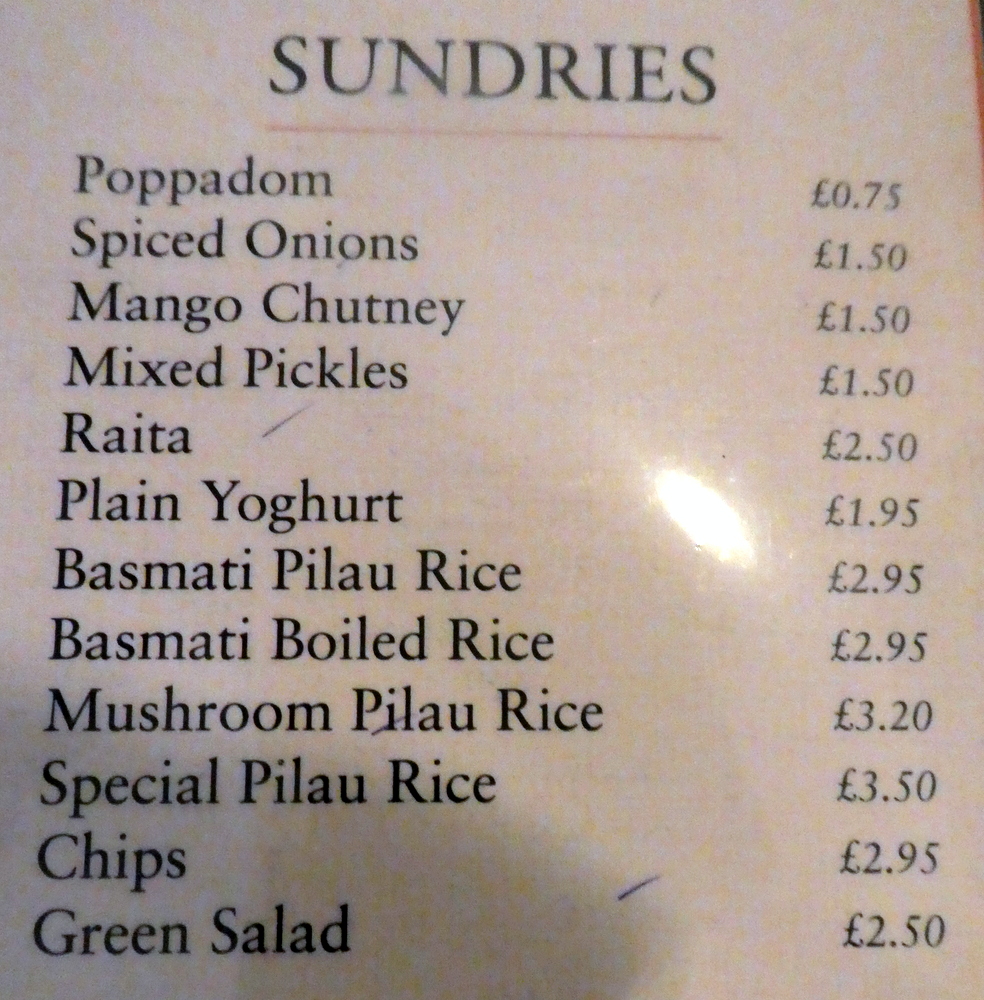 SUNDRIES
Poppadom £0.75
Spiced Onions £1.50
Mango Chutney £1.50
Mixed Pickles £1.50
Raita £2.50
Plain Yoghurt £1.95
Basmati Pilau Rice £2.95
Basmati Boiled Rice £2.95
Mushroom Pilau Rice £3.20
Special Pilau Rice £3.50
Chips £2.95
Green Salad £2.50